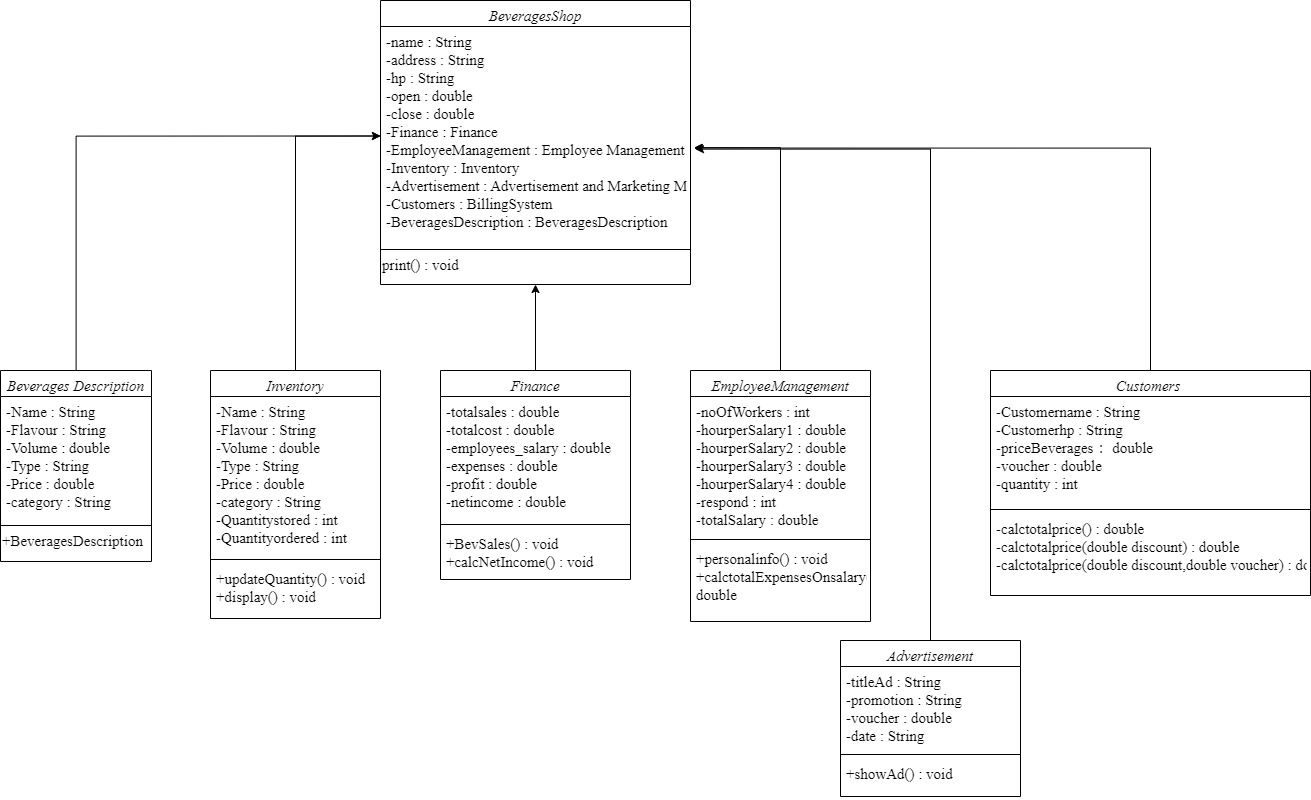 BeveragesShop
-name : String
-address : String
-hp : String
-open : double
-close : double
-Finance : Finance
-EmployeeManagement : Employee Management
-Inventory : Inventory
-Advertisement : Advertisement and Marketing M
-Customers : BillingSystem
-BeveragesDescription : BeveragesDescription
print() : void
Beverages Description
-Name : String
-Flavour : String
-Volume : double
-Type : String
-Price : double
-category : String
+BeveragesDescription
Inventory
-Name : String
-Flavour : String
-Volume : double
-Type : String
-Price : double
-category : String
-Quantitystored : int
-Quantityordered : int
+updateQuantity() : void
+display() : void
Finance
-totalsales : double
-totalcost : double
-employees_salary : double
-expenses : double
-profit : double
-netincome : double
+BevSales() : void
+calcNetIncome() : void
EmployeeManagement
-noOfWorkers : int
-hourperSalary1 : double
-hourperSalary2 : double
-hourperSalary3 : double
-hourperSalary4 : double
-respond : int
-totalSalary : double
+personalinfo() : void
+calctotalExpensesOnsalary
double
Customers
-Customername : String
-Customerhp : String
-priceBeverages : double
-voucher : double
-quantity : int
-calctotalprice() : double
-calctotalprice(double discount) : double
-calctotalprice(double discount,double voucher) : do
Advertisement
-titleAd : String
-promotion : String
-voucher : double
-date : String
+showAd() : void